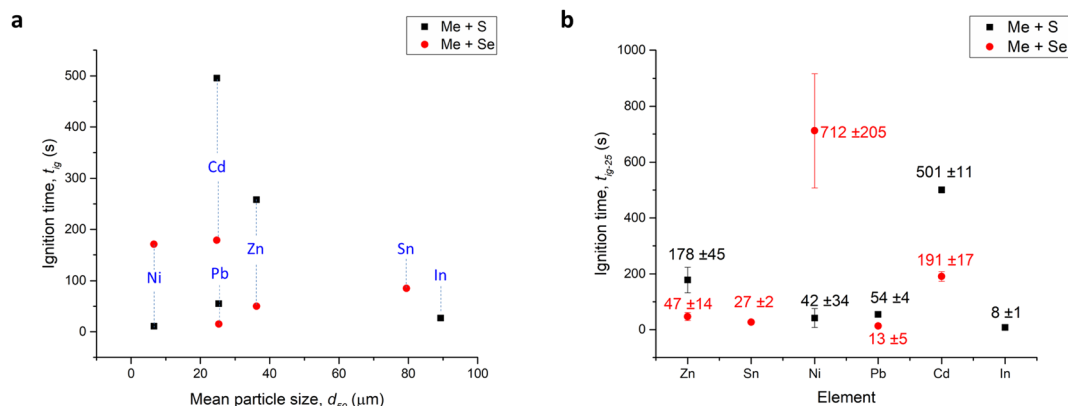 a
Me + S
Me + Se
500
400
300
200
100
0
Ignition time, t_ig (s)
Cd
Ni
Pb
Zn
Sn
In
0
20
40
60
80
100
Mean particle size, d_50 (μm)
b
Me + S
Me + Se
1000
800
600
400
200
0
Ignition time, t_ig-25 (s)
712 ±205
501 ±11
178 ±45
191 ±17
47 ±14
27 ±2
42 ±34
54 ±4
13 ±5
8 ±1
Zn
Sn
Ni
Pb
Cd
In
Element